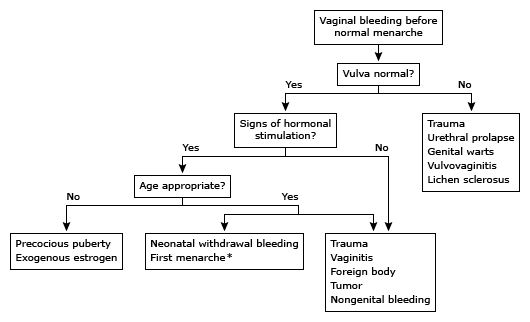 Vaginal bleeding before
normal menarche
Vulva normal?
Yes
No
Signs of hormonal
stimulation?
Trauma
Urethral prolapse
Genital warts
Vulvovaginitis
Lichen sclerosus
Yes
No
Age appropriate?
No
Yes
Precocious puberty
Exogenous estrogen
Neonatal withdrawal bleeding
First menarche*
Trauma
Vaginitis
Foreign body
Tumor
Nongenital bleeding